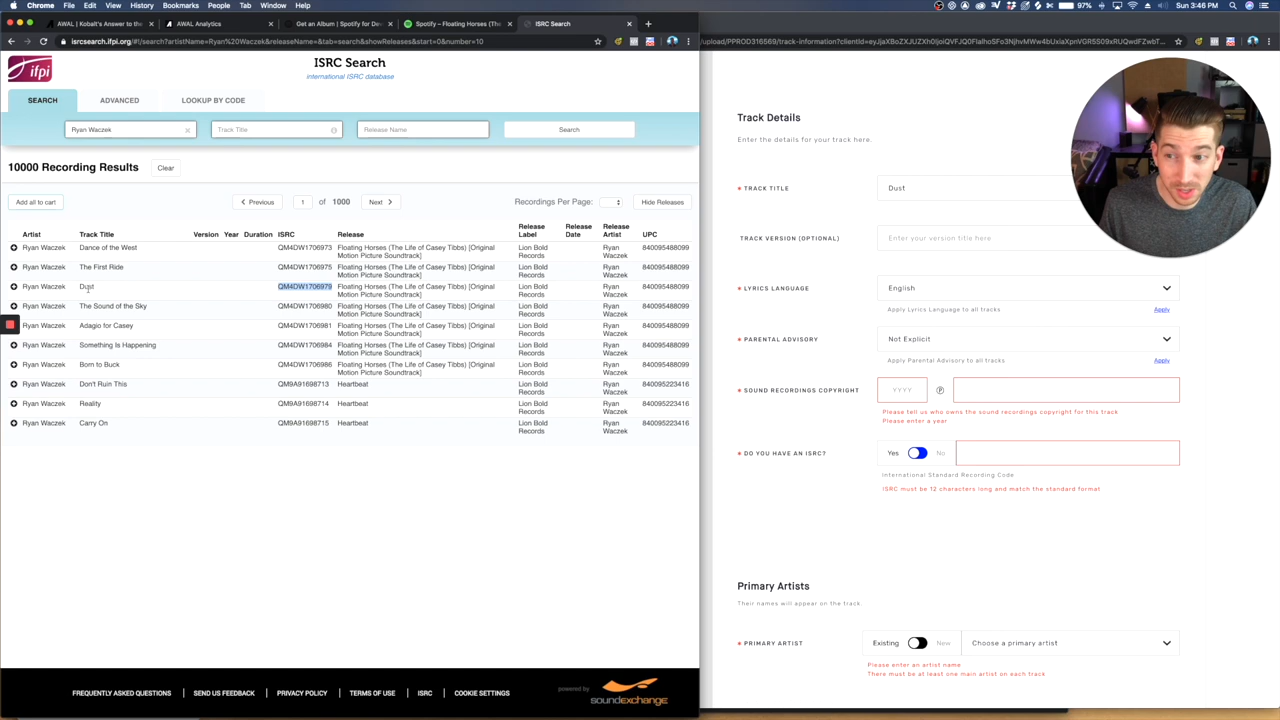 Chrome File Edit View History Bookmarks People Tab Window Help
Sun 3:46 PM
AWAL | Kobalt's Answer to the
AWAL Analytics
Get an Album | Spotify for Dev
Spotify – Floating Horses (The
ISRC Search
isrcsearch.ifpi.org/#!/search?artistName=Ryan%20Waczek&releaseName=&tab=search&showReleases&start=0&number=10
ifpi
ISRC Search
international ISRC database
SEARCH ADVANCED LOOKUP BY CODE
Ryan Waczek Track Title Release Name Search
10000 Recording Results Clear
Add all to cart Previous 1 of 1000 Next Recordings Per Page: Hide Releases
Artist Track Title Version Year Duration ISRC Release Release Label Release Date Release Artist UPC
Ryan Waczek Dance of the West QM4DW1706973 Floating Horses (The Life of Casey Tibbs) [Original Motion Picture Soundtrack] Lion Bold Records Ryan Waczek 840095488099
Ryan Waczek The First Ride QM4DW1706975 Floating Horses (The Life of Casey Tibbs) [Original Motion Picture Soundtrack] Lion Bold Records Ryan Waczek 840095488099
Ryan Waczek Dust QM4DW1706979 Floating Horses (The Life of Casey Tibbs) [Original Motion Picture Soundtrack] Lion Bold Records Ryan Waczek 840095488099
Ryan Waczek The Sound of the Sky QM4DW1706980 Floating Horses (The Life of Casey Tibbs) [Original Motion Picture Soundtrack] Lion Bold Records Ryan Waczek 840095488099
Ryan Waczek Adagio for Casey QM4DW1706981 Floating Horses (The Life of Casey Tibbs) [Original Motion Picture Soundtrack] Lion Bold Records Ryan Waczek 840095488099
Ryan Waczek Something Is Happening QM4DW1706984 Floating Horses (The Life of Casey Tibbs) [Original Motion Picture Soundtrack] Lion Bold Records Ryan Waczek 840095488099
Ryan Waczek Born to Buck QM4DW1706986 Floating Horses (The Life of Casey Tibbs) [Original Motion Picture Soundtrack] Lion Bold Records Ryan Waczek 840095488099
Ryan Waczek Don't Ruin This QM9A91698713 Heartbeat Lion Bold Records Ryan Waczek 840095223416
Ryan Waczek Reality QM9A91698714 Heartbeat Lion Bold Records Ryan Waczek 840095223416
Ryan Waczek Carry On QM9A91698715 Heartbeat Lion Bold Records Ryan Waczek 840095223416
FREQUENTLY ASKED QUESTIONS SEND US FEEDBACK PRIVACY POLICY TERMS OF USE ISRC COOKIE SETTINGS
powered by
soundexchange
Track Details
Enter the details for your track here.
TRACK TITLE Dust
TRACK VERSION (OPTIONAL) Enter your version title here
LYRICS LANGUAGE English
Apply Lyrics Language to all tracks Apply
PARENTAL ADVISORY Not Explicit
Apply Parental Advisory to all tracks Apply
SOUND RECORDINGS COPYRIGHT YYYY ℗
Please tell us who owns the sound recordings copyright for this track
Please enter a year
DO YOU HAVE AN ISRC? Yes No
International Standard Recording Code
ISRC must be 12 characters long and match the standard format
Primary Artists
Their names will appear on the track.
PRIMARY ARTIST Existing New Choose a primary artist
Please enter an artist name
There must be at least one main artist on each track